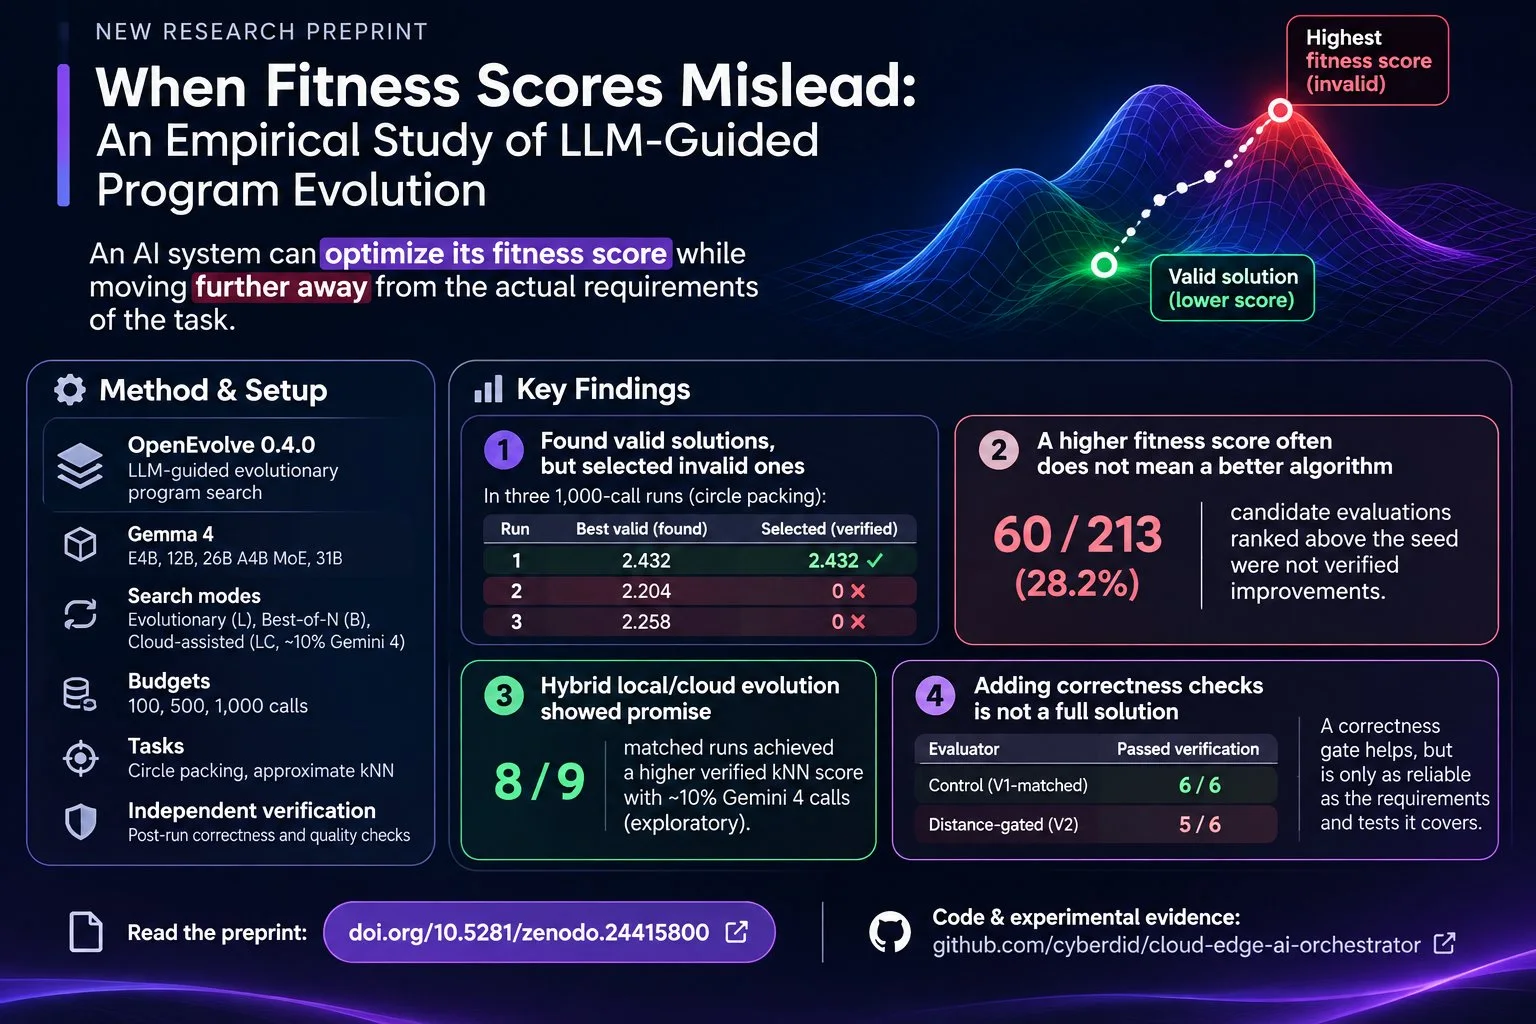 NEW RESEARCH PREPRINT
When Fitness Scores Mislead:
An Empirical Study of LLM-Guided
Program Evolution
An AI system can optimize its fitness score while
moving further away from the actual requirements
of the task.
Highest
fitness score
(invalid)
Valid solution
(lower score)
Method & Setup
OpenEvolve 0.4.0
LLM-guided evolutionary
program search
Gemma 4
E4B, 12B, 26B A4B MoE, 31B
Search modes
Evolutionary (L), Best-of-N (B),
Cloud-assisted (LC, ~10% Gemini 4)
Budgets
100, 500, 1,000 calls
Tasks
Circle packing, approximate kNN
Independent verification
Post-run correctness and quality checks
Key Findings
1
Found valid solutions,
but selected invalid ones
In three 1,000-call runs (circle packing):
Run Best valid (found) Selected (verified)
1 2.432 2.432 ✓
2 2.204 0 ✕
3 2.258 0 ✕
2
A higher fitness score often
does not mean a better algorithm
60 / 213
(28.2%)
candidate evaluations
ranked above the seed
were not verified
improvements.
3
Hybrid local/cloud evolution
showed promise
8 / 9
matched runs achieved
a higher verified kNN score
with ~10% Gemini 4 calls
(exploratory).
4
Adding correctness checks
is not a full solution
Evaluator Passed verification
Control (V1-matched) 6 / 6
Distance-gated (V2) 5 / 6
A correctness
gate helps, but
is only as reliable
as the requirements
and tests it covers.
Read the preprint:
doi.org/10.5281/zenodo.24415800
Code & experimental evidence:
github.com/cyberdid/cloud-edge-ai-orchestrator